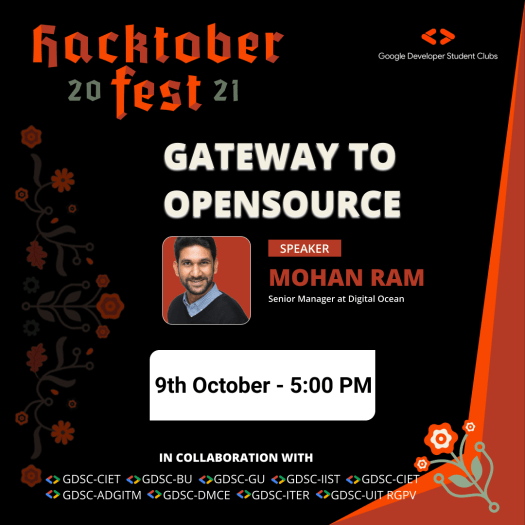 Hacktober
20 fest 21
Google Developer Student Clubs
GATEWAY TO
OPENSOURCE
SPEAKER
MOHAN RAM
Senior Manager at Digital Ocean
9th October - 5:00 PM
IN COLLABORATION WITH
GDSC-CIET GDSC-BU GDSC-GU GDSC-IIST GDSC-CIET
GDSC-ADGITM GDSC-DMCE GDSC-ITER GDSC-UIT RGPV